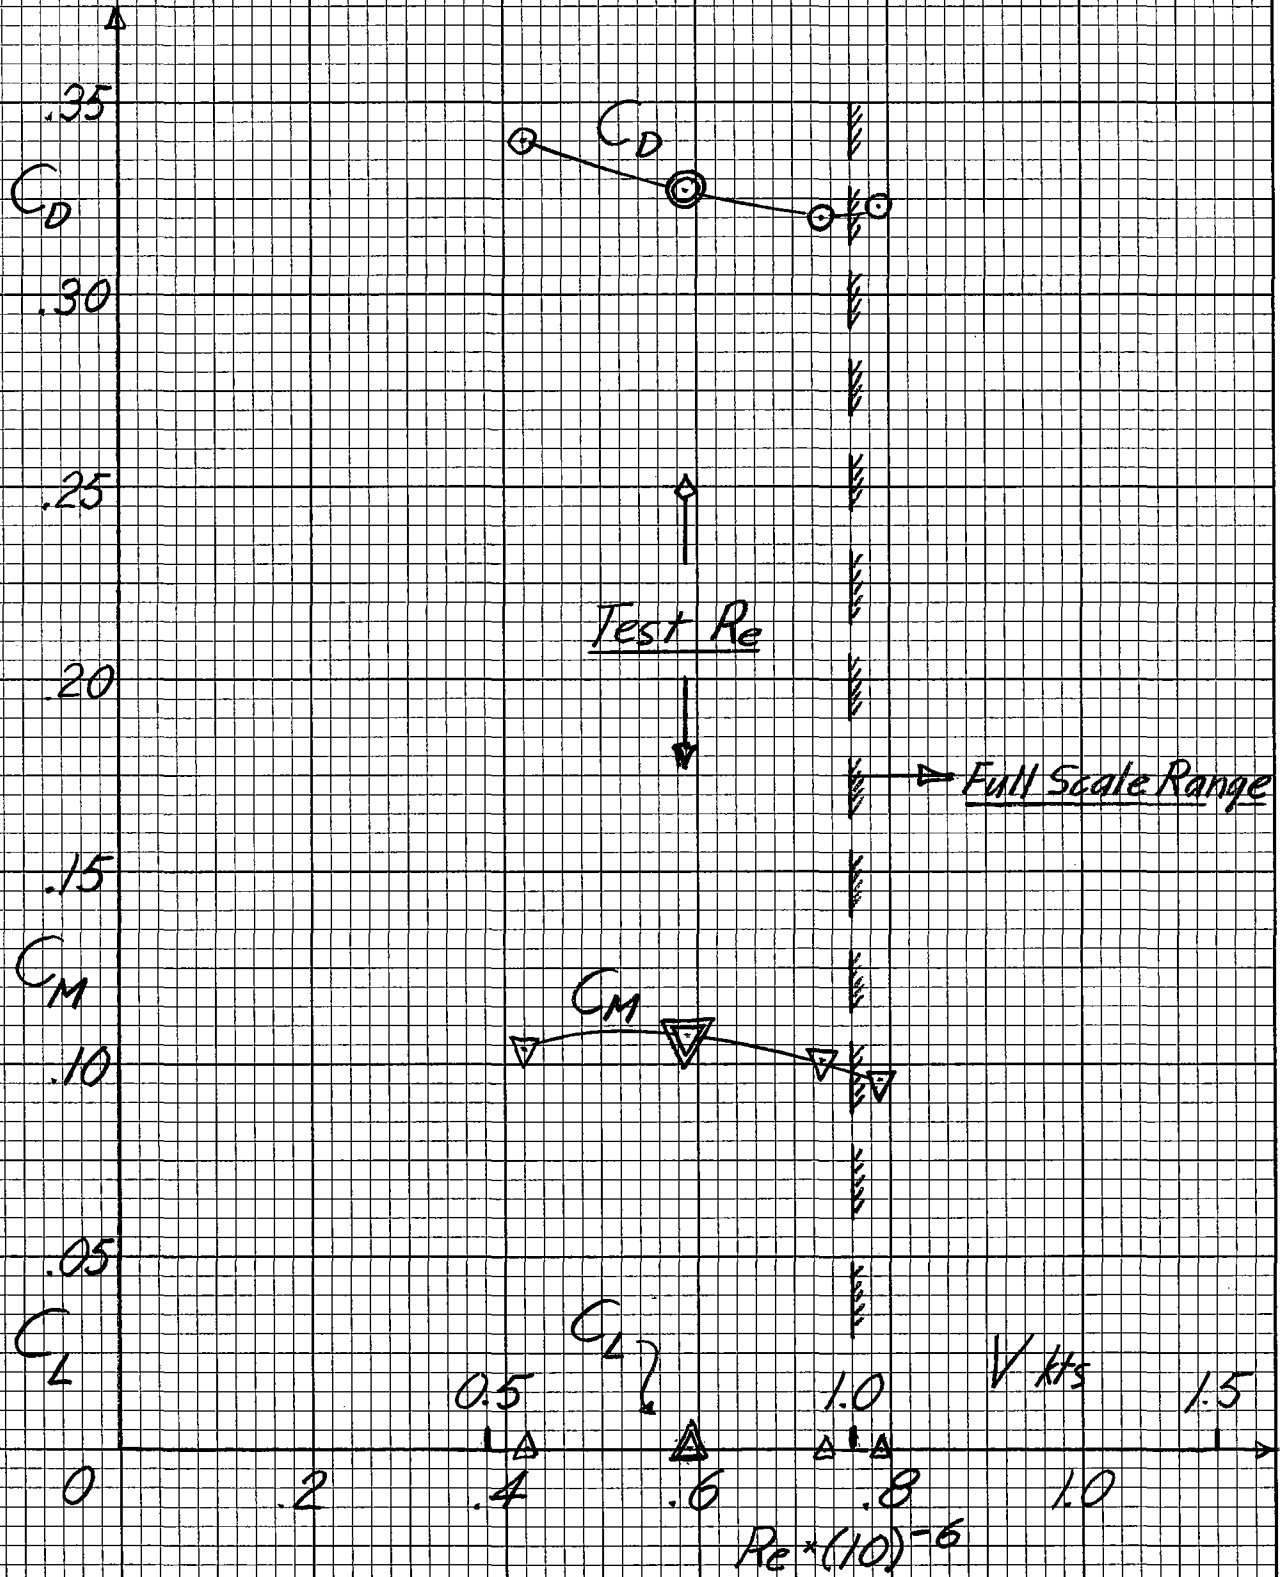 .35
C_D
C_D
.30
.25
Test Re
.20
Full Scale Range
.15
C_M
C_M
.10
.05
C_L
C_L
V kts
0.5
1.0
1.5
0 .2 .4 .6 .8 1.0
Re*(10)^-6